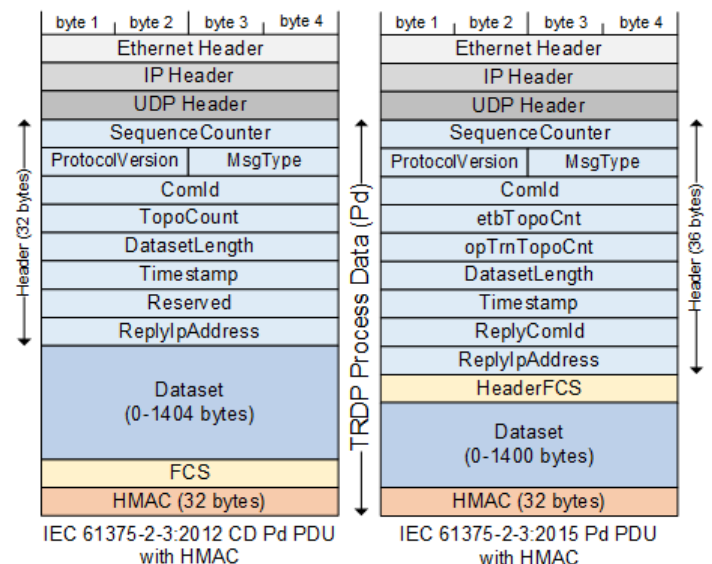 byte 1 byte 2 byte 3 byte 4
Ethernet Header
IP Header
UDP Header
SequenceCounter
ProtocolVersion MsgType
ComId
TopoCount
DatasetLength
Timestamp
Reserved
ReplyIpAddress
Dataset
(0-1404 bytes)
FCS
HMAC (32 bytes)
Header (32 bytes)
IEC 61375-2-3:2012 CD Pd PDU
with HMAC
TRDP Process Data (Pd)
byte 1 byte 2 byte 3 byte 4
Ethernet Header
IP Header
UDP Header
SequenceCounter
ProtocolVersion MsgType
ComId
etbTopoCnt
opTrnTopoCnt
DatasetLength
Timestamp
ReplyComId
ReplyIpAddress
HeaderFCS
Dataset
(0-1400 bytes)
HMAC (32 bytes)
Header (36 bytes)
IEC 61375-2-3:2015 Pd PDU
with HMAC